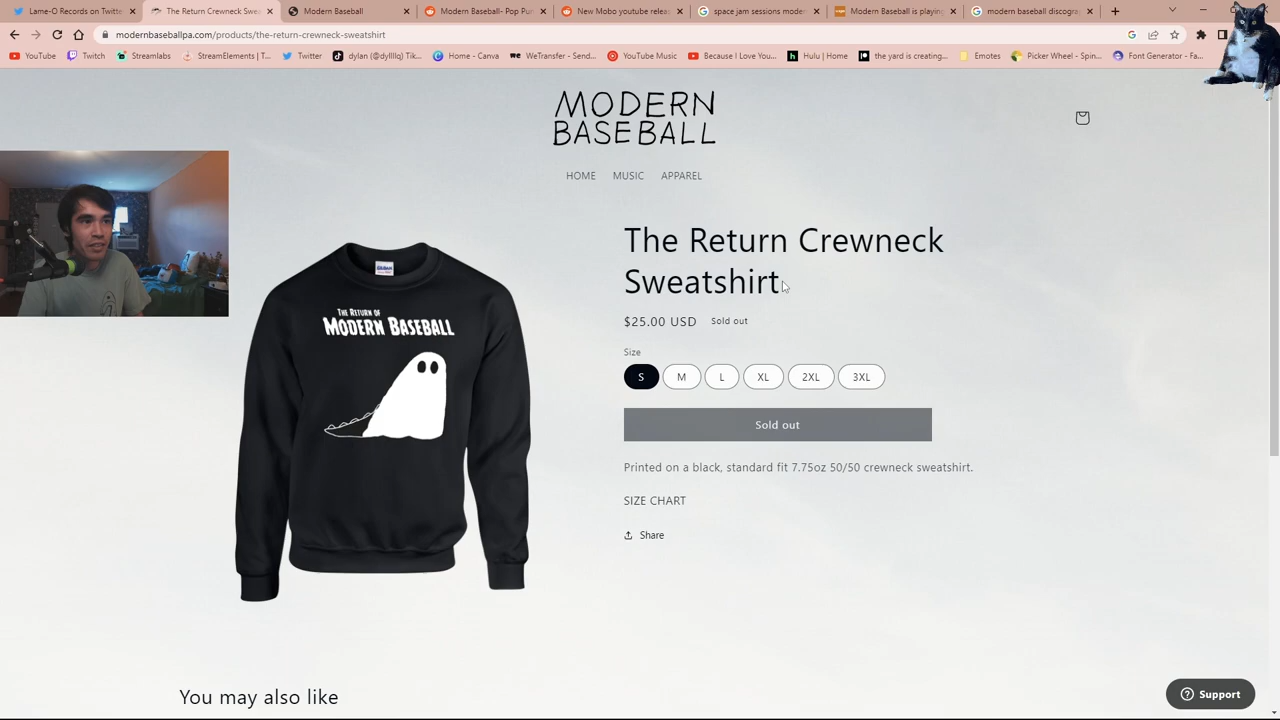 Lame-O Records on Twitte
The Return Crewneck Swea
Modern Baseball
Modern Baseball- Pop Pu
New Mobo youtube relea
space jam sessions mode
Modern Baseball is playing
modern baseball discogra
modernbaseballpa.com/products/the-return-crewneck-sweatshirt
YouTube
Twitch
Streamlabs
StreamElements | T...
Twitter
dylan (@dylllq) | Ti...
Home - Canva
WeTransfer - Send...
YouTube Music
Because I Love You...
Hulu | Home
the yard is creating...
Emotes
Picker Wheel - Spin...
Font Generator - Fa...
MODERN
BASEBALL
HOME MUSIC APPAREL
The Return Crewneck
Sweatshirt
$25.00 USD Sold out
Size
S M L XL 2XL 3XL
Sold out
Printed on a black, standard fit 7.75oz 50/50 crewneck sweatshirt.
SIZE CHART
Share
THE RETURN OF
MODERN BASEBALL
You may also like
Support